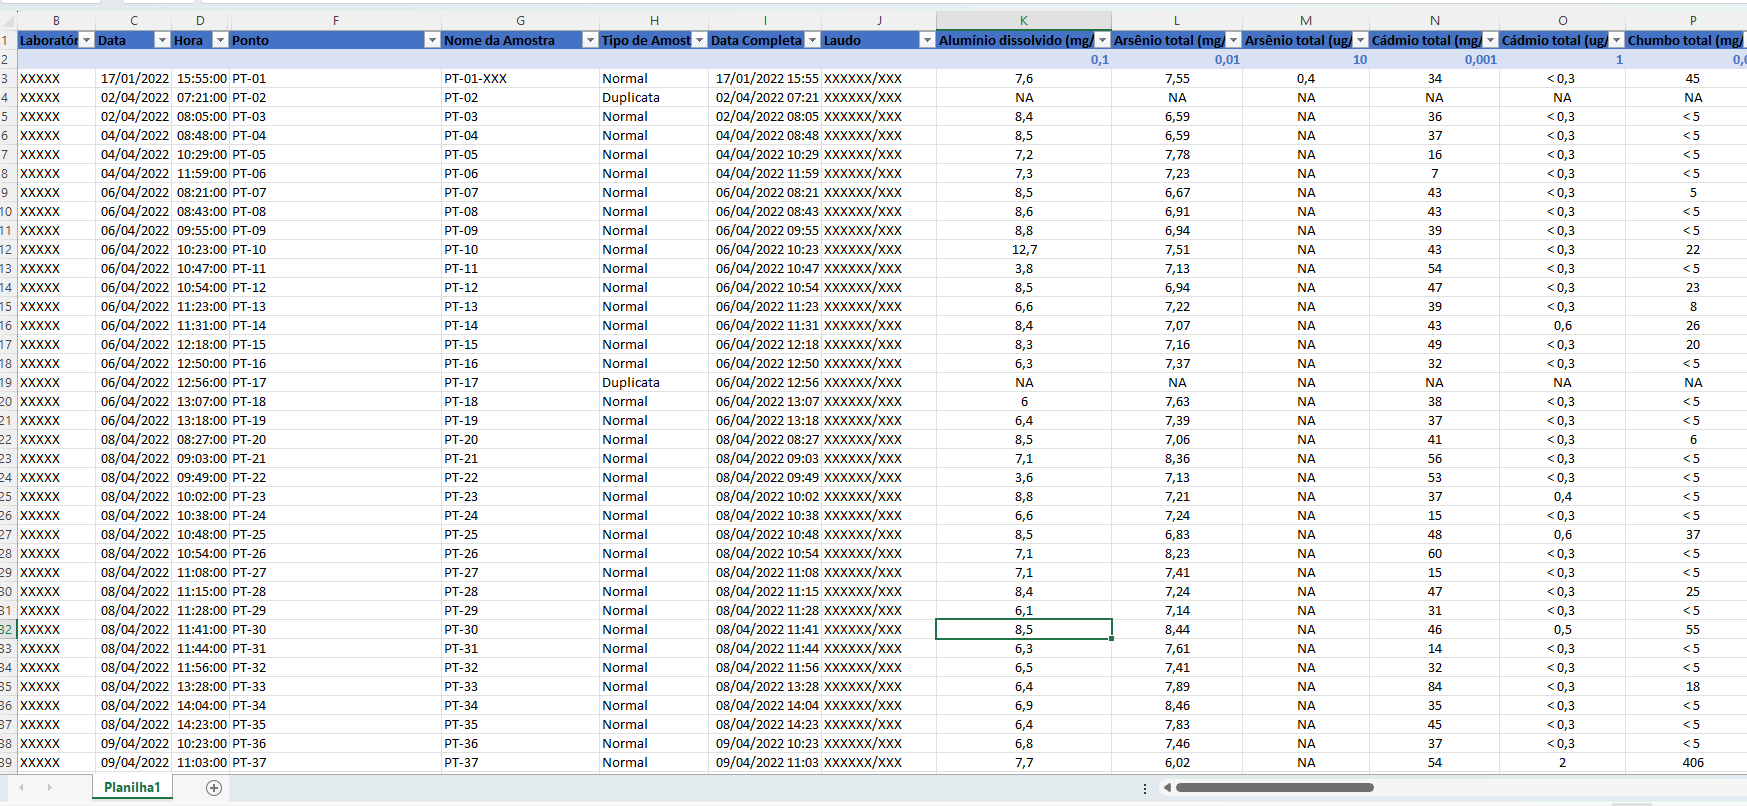 B C D F G H I J K L M N O P
1 Laboratór Data Hora Ponto Nome da Amostra Tipo de Amost Data Completa Laudo Alumínio dissolvido (mg/ Arsênio total (mg/ Arsênio total (ug/ Cádmio total (mg/ Cádmio total (ug/ Chumbo total (mg/
2 0,1 0,01 10 0,001 1 0,0
3 XXXXX 17/01/2022 15:55:00 PT-01 PT-01-XXX Normal 17/01/2022 15:55 XXXXXX/XXX 7,6 7,55 0,4 34 < 0,3 45
4 XXXXX 02/04/2022 07:21:00 PT-02 PT-02 Duplicata 02/04/2022 07:21 XXXXXX/XXX NA NA NA NA NA NA
5 XXXXX 02/04/2022 08:05:00 PT-03 PT-03 Normal 02/04/2022 08:05 XXXXXX/XXX 8,4 6,59 NA 36 < 0,3 < 5
6 XXXXX 04/04/2022 08:48:00 PT-04 PT-04 Normal 04/04/2022 08:48 XXXXXX/XXX 8,5 6,59 NA 37 < 0,3 < 5
7 XXXXX 04/04/2022 10:29:00 PT-05 PT-05 Normal 04/04/2022 10:29 XXXXXX/XXX 7,2 7,78 NA 16 < 0,3 < 5
8 XXXXX 04/04/2022 11:59:00 PT-06 PT-06 Normal 04/04/2022 11:59 XXXXXX/XXX 7,3 7,23 NA 7 < 0,3 < 5
9 XXXXX 06/04/2022 08:21:00 PT-07 PT-07 Normal 06/04/2022 08:21 XXXXXX/XXX 8,5 6,67 NA 43 < 0,3 5
10 XXXXX 06/04/2022 08:43:00 PT-08 PT-08 Normal 06/04/2022 08:43 XXXXXX/XXX 8,6 6,91 NA 43 < 0,3 < 5
11 XXXXX 06/04/2022 09:55:00 PT-09 PT-09 Normal 06/04/2022 09:55 XXXXXX/XXX 8,8 6,94 NA 39 < 0,3 < 5
12 XXXXX 06/04/2022 10:23:00 PT-10 PT-10 Normal 06/04/2022 10:23 XXXXXX/XXX 12,7 7,51 NA 43 < 0,3 22
13 XXXXX 06/04/2022 10:47:00 PT-11 PT-11 Normal 06/04/2022 10:47 XXXXXX/XXX 3,8 7,13 NA 54 < 0,3 < 5
14 XXXXX 06/04/2022 10:54:00 PT-12 PT-12 Normal 06/04/2022 10:54 XXXXXX/XXX 8,5 6,94 NA 47 < 0,3 23
15 XXXXX 06/04/2022 11:23:00 PT-13 PT-13 Normal 06/04/2022 11:23 XXXXXX/XXX 6,6 7,22 NA 39 < 0,3 8
16 XXXXX 06/04/2022 11:31:00 PT-14 PT-14 Normal 06/04/2022 11:31 XXXXXX/XXX 8,4 7,07 NA 43 0,6 26
17 XXXXX 06/04/2022 12:18:00 PT-15 PT-15 Normal 06/04/2022 12:18 XXXXXX/XXX 8,3 7,16 NA 49 < 0,3 20
18 XXXXX 06/04/2022 12:50:00 PT-16 PT-16 Normal 06/04/2022 12:50 XXXXXX/XXX 6,3 7,37 NA 32 < 0,3 < 5
19 XXXXX 06/04/2022 12:56:00 PT-17 PT-17 Duplicata 06/04/2022 12:56 XXXXXX/XXX NA NA NA NA NA NA
20 XXXXX 06/04/2022 13:07:00 PT-18 PT-18 Normal 06/04/2022 13:07 XXXXXX/XXX 6 7,63 NA 38 < 0,3 < 5
21 XXXXX 06/04/2022 13:18:00 PT-19 PT-19 Normal 06/04/2022 13:18 XXXXXX/XXX 6,4 7,39 NA 37 < 0,3 < 5
22 XXXXX 08/04/2022 08:27:00 PT-20 PT-20 Normal 08/04/2022 08:27 XXXXXX/XXX 8,5 7,06 NA 41 < 0,3 6
23 XXXXX 08/04/2022 09:03:00 PT-21 PT-21 Normal 08/04/2022 09:03 XXXXXX/XXX 7,1 8,36 NA 56 < 0,3 < 5
24 XXXXX 08/04/2022 09:49:00 PT-22 PT-22 Normal 08/04/2022 09:49 XXXXXX/XXX 3,6 7,13 NA 53 < 0,3 < 5
25 XXXXX 08/04/2022 10:02:00 PT-23 PT-23 Normal 08/04/2022 10:02 XXXXXX/XXX 8,8 7,21 NA 37 0,4 < 5
26 XXXXX 08/04/2022 10:38:00 PT-24 PT-24 Normal 08/04/2022 10:38 XXXXXX/XXX 6,6 7,24 NA 15 < 0,3 < 5
27 XXXXX 08/04/2022 10:48:00 PT-25 PT-25 Normal 08/04/2022 10:48 XXXXXX/XXX 8,5 6,83 NA 48 0,6 37
28 XXXXX 08/04/2022 10:54:00 PT-26 PT-26 Normal 08/04/2022 10:54 XXXXXX/XXX 7,1 8,23 NA 60 < 0,3 < 5
29 XXXXX 08/04/2022 11:08:00 PT-27 PT-27 Normal 08/04/2022 11:08 XXXXXX/XXX 7,1 7,41 NA 15 < 0,3 < 5
30 XXXXX 08/04/2022 11:15:00 PT-28 PT-28 Normal 08/04/2022 11:15 XXXXXX/XXX 8,4 7,24 NA 47 < 0,3 25
31 XXXXX 08/04/2022 11:28:00 PT-29 PT-29 Normal 08/04/2022 11:28 XXXXXX/XXX 6,1 7,14 NA 31 < 0,3 < 5
32 XXXXX 08/04/2022 11:41:00 PT-30 PT-30 Normal 08/04/2022 11:41 XXXXXX/XXX 8,5 8,44 NA 46 0,5 55
33 XXXXX 08/04/2022 11:44:00 PT-31 PT-31 Normal 08/04/2022 11:44 XXXXXX/XXX 6,3 7,61 NA 14 < 0,3 < 5
34 XXXXX 08/04/2022 11:56:00 PT-32 PT-32 Normal 08/04/2022 11:56 XXXXXX/XXX 6,5 7,41 NA 32 < 0,3 < 5
35 XXXXX 08/04/2022 13:28:00 PT-33 PT-33 Normal 08/04/2022 13:28 XXXXXX/XXX 6,4 7,89 NA 84 < 0,3 18
36 XXXXX 08/04/2022 14:04:00 PT-34 PT-34 Normal 08/04/2022 14:04 XXXXXX/XXX 6,9 8,46 NA 35 < 0,3 < 5
37 XXXXX 08/04/2022 14:23:00 PT-35 PT-35 Normal 08/04/2022 14:23 XXXXXX/XXX 6,4 7,83 NA 45 < 0,3 < 5
38 XXXXX 09/04/2022 10:23:00 PT-36 PT-36 Normal 09/04/2022 10:23 XXXXXX/XXX 6,8 7,46 NA 37 < 0,3 < 5
39 XXXXX 09/04/2022 11:03:00 PT-37 PT-37 Normal 09/04/2022 11:03 XXXXXX/XXX 7,7 6,02 NA 54 2 406
Planilha1